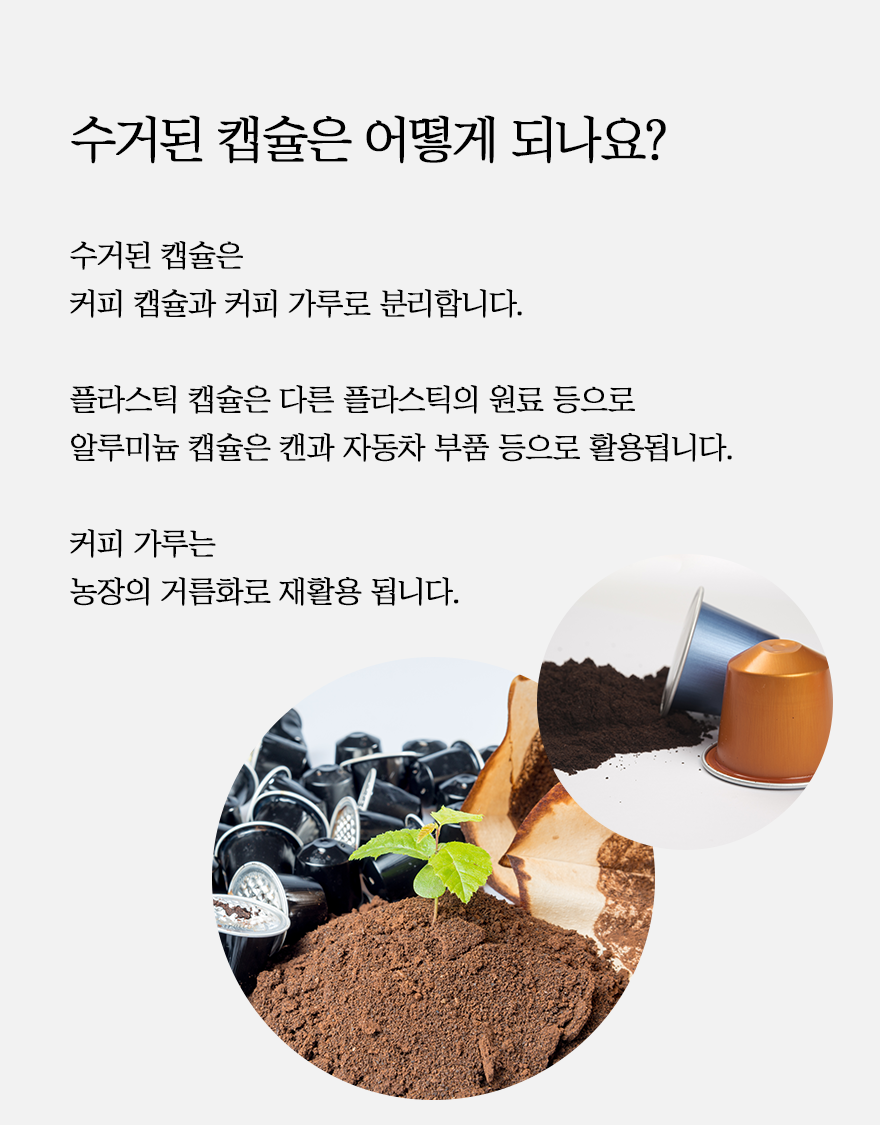 수거된 캡슐은 어떻게 되나요?
수거된 캡슐은
커피 캡슐과 커피 가루로 분리합니다.
플라스틱 캡슐은 다른 플라스틱의 원료 등으로
알루미늄 캡슐은 캔과 자동차 부품 등으로 활용됩니다.
커피 가루는
농장의 거름화로 재활용 됩니다.